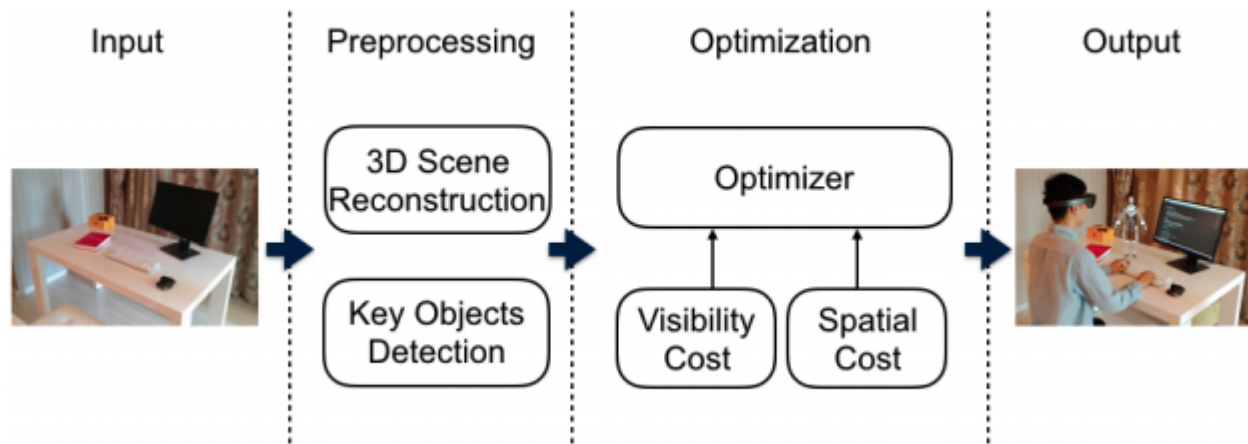 Input
Preprocessing
Optimization
Output
3D Scene
Reconstruction
Key Objects
Detection
Optimizer
Visibility
Cost
Spatial
Cost